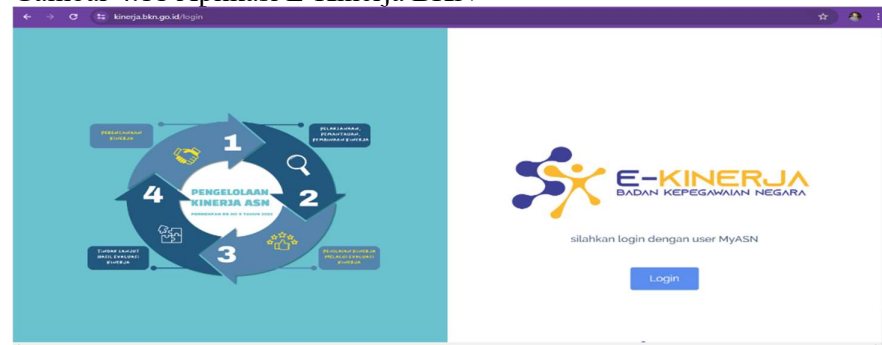 kinerja.bkn.go.id/login
PERENCANAAN
KINERJA
1
PELAKSANAAN,
PEMANTAUAN,
PEMBINAAN KINERJA
4
PENGELOLAAN
KINERJA ASN
2
TINDAK LANJUT
HASIL EVALUASI
KINERJA
3
PENILAIAN KINERJA
MELALUI EVALUASI
KINERJA
E-KINERJA
BADAN KEPEGAWAIAN NEGARA
silahkan login dengan user MyASN
Login